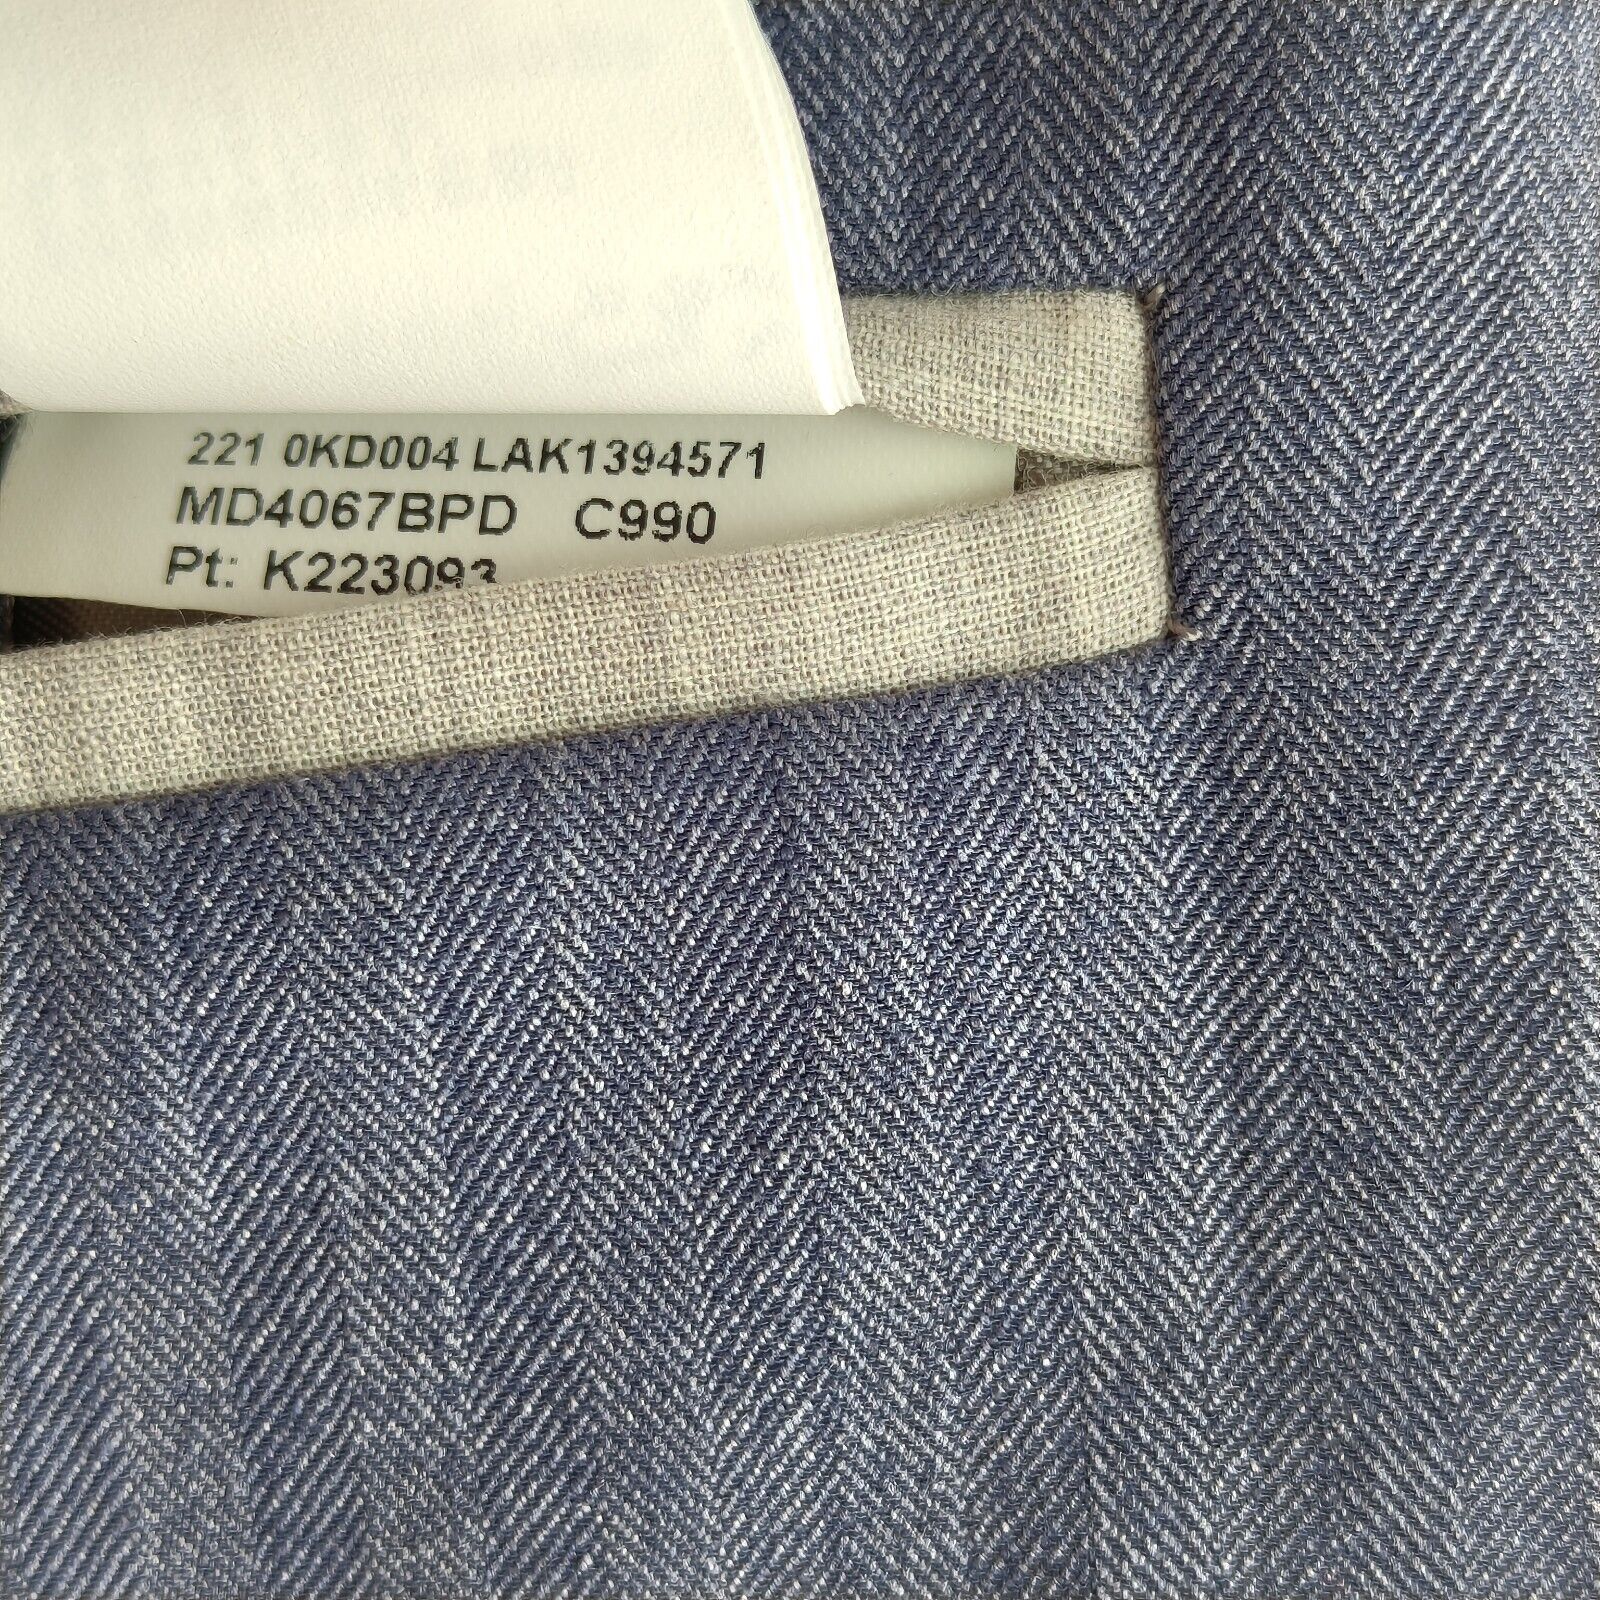 221 0KD004 LAK1394571
MD4067BPD C990
Pt: K223093